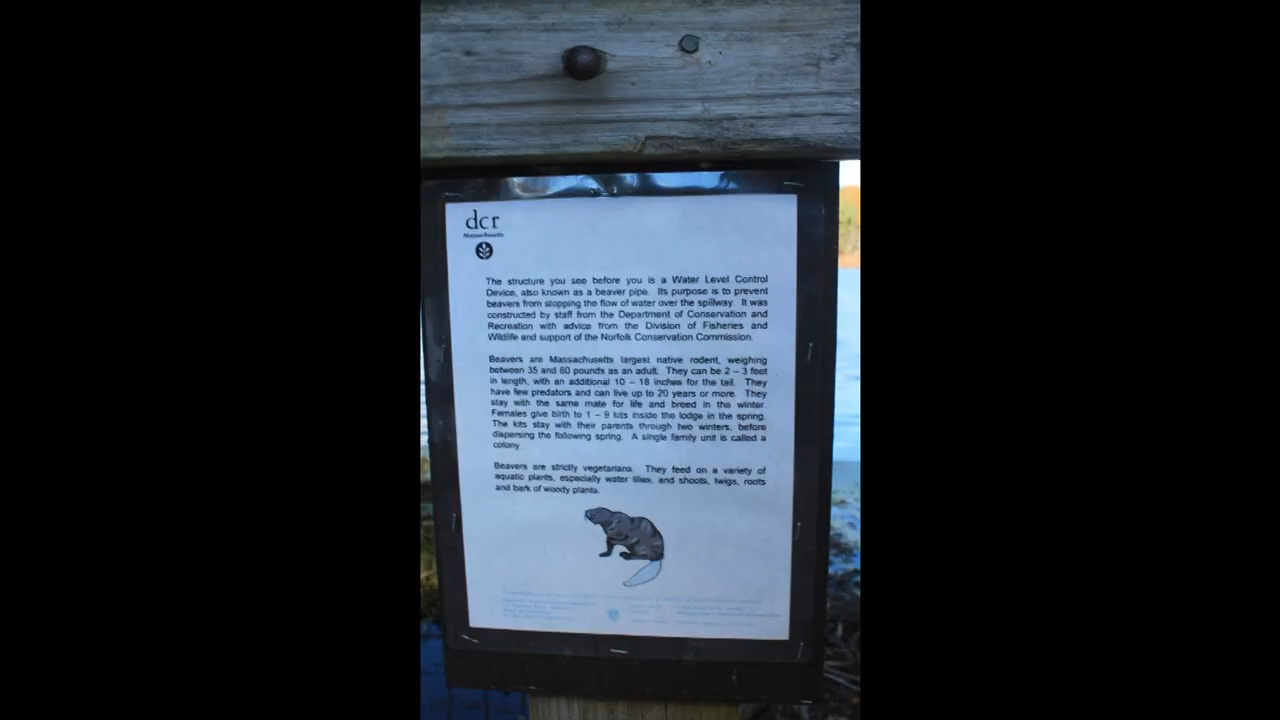 dcr
Massachusetts
The structure you see before you is a Water Level Control
Device, also known as a beaver pipe. Its purpose is to prevent
beavers from stopping the flow of water over the spillway. It was
constructed by staff from the Department of Conservation and
Recreation with advice from the Division of Fisheries and
Wildlife and support of the Norfolk Conservation Commission.
Beavers are Massachusetts largest native rodent, weighing
between 35 and 60 pounds as an adult. They can be 2 – 3 feet
in length, with an additional 10 – 18 inches for the tail. They
have few predators and can live up to 20 years or more. They
stay with the same mate for life and breed in the winter.
Females give birth to 1 – 9 kits inside the lodge in the spring.
The kits stay with their parents through two winters, before
dispersing the following spring. A single family unit is called a
colony
Beavers are strictly vegetarians. They feed on a variety of
aquatic plants, especially water lilies, and shoots, twigs, roots
and bark of woody plants.